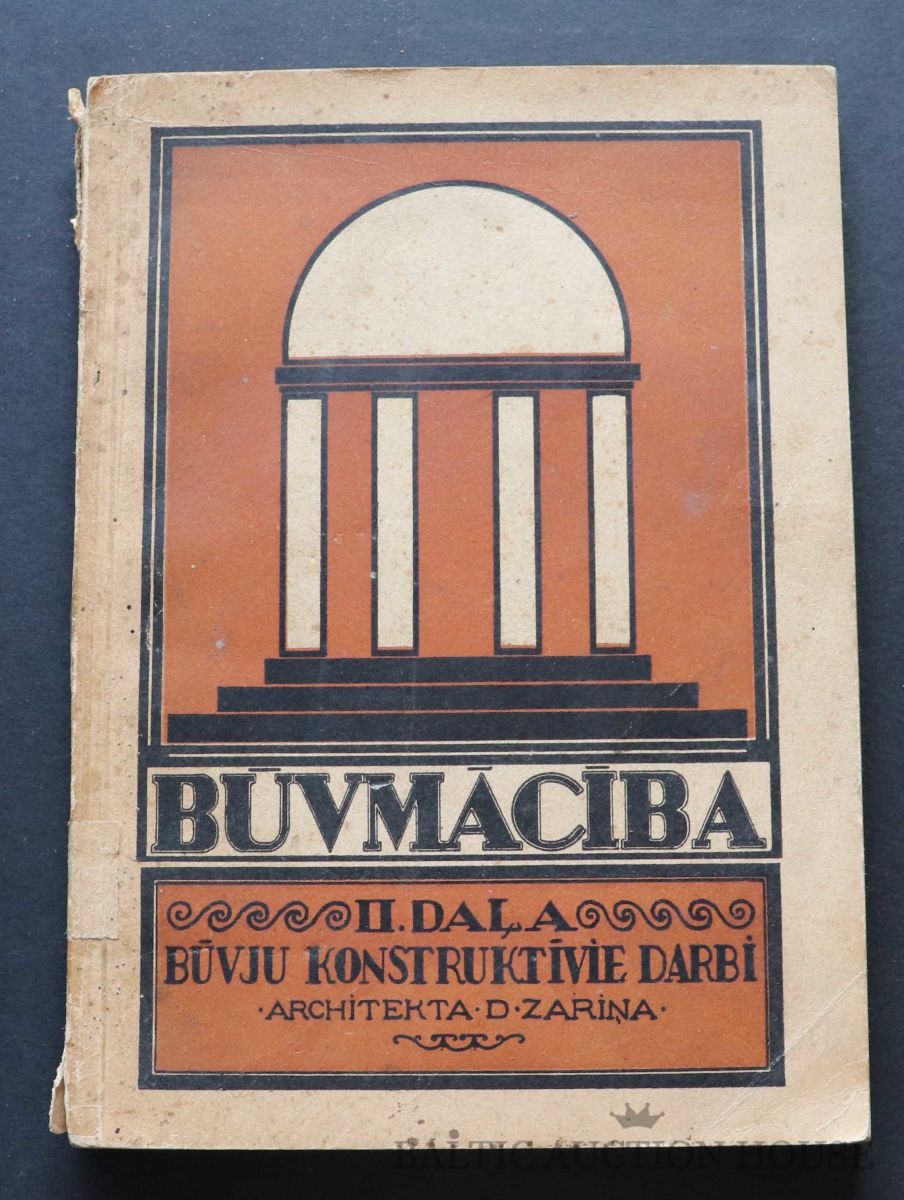 BŪVMĀCĪBA
II. DAĻA
BŪVJU KONSTRUKTĪVIE DARBI
·ARCHITEKTA·D·ZARIŅA·
BALTIC AUCTION HOUSE